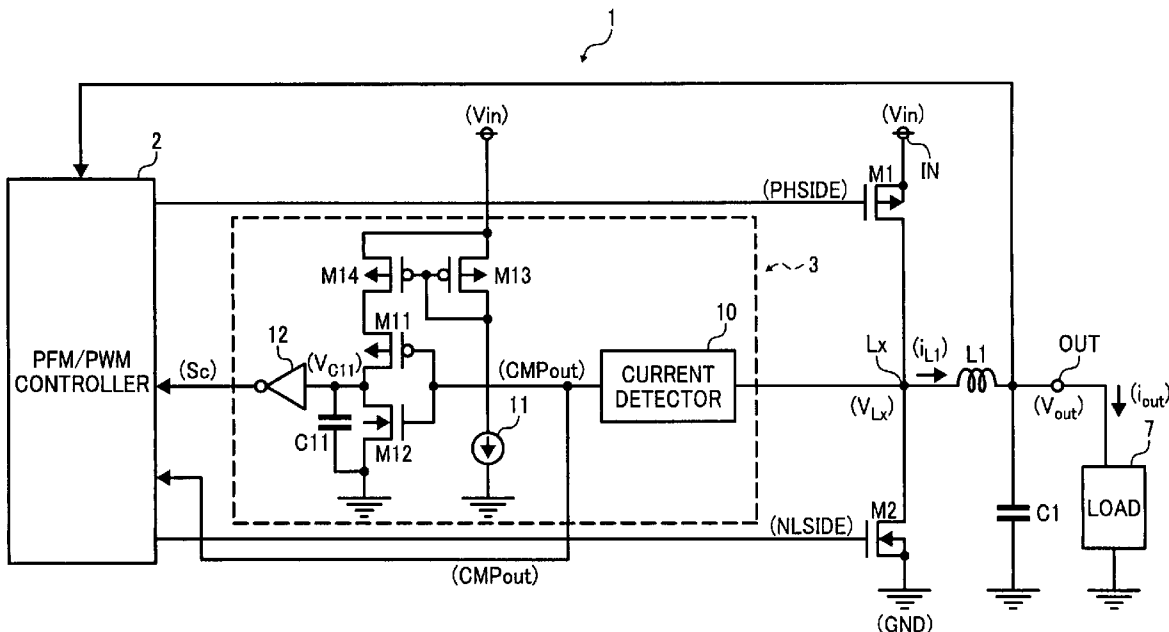 1
(Vin)
(Vin)
2
IN
M1
(PHSIDE)
M14
M13
3
12
M11
10
(Sc)
(VC11)
(CMPout)
PFM/PWM
CONTROLLER
CURRENT
DETECTOR
Lx
(iL1)
L1
OUT
(VLx)
(Vout)
(iout)
C11
M12
11
7
LOAD
C1
M2
(NLSIDE)
(CMPout)
(GND)